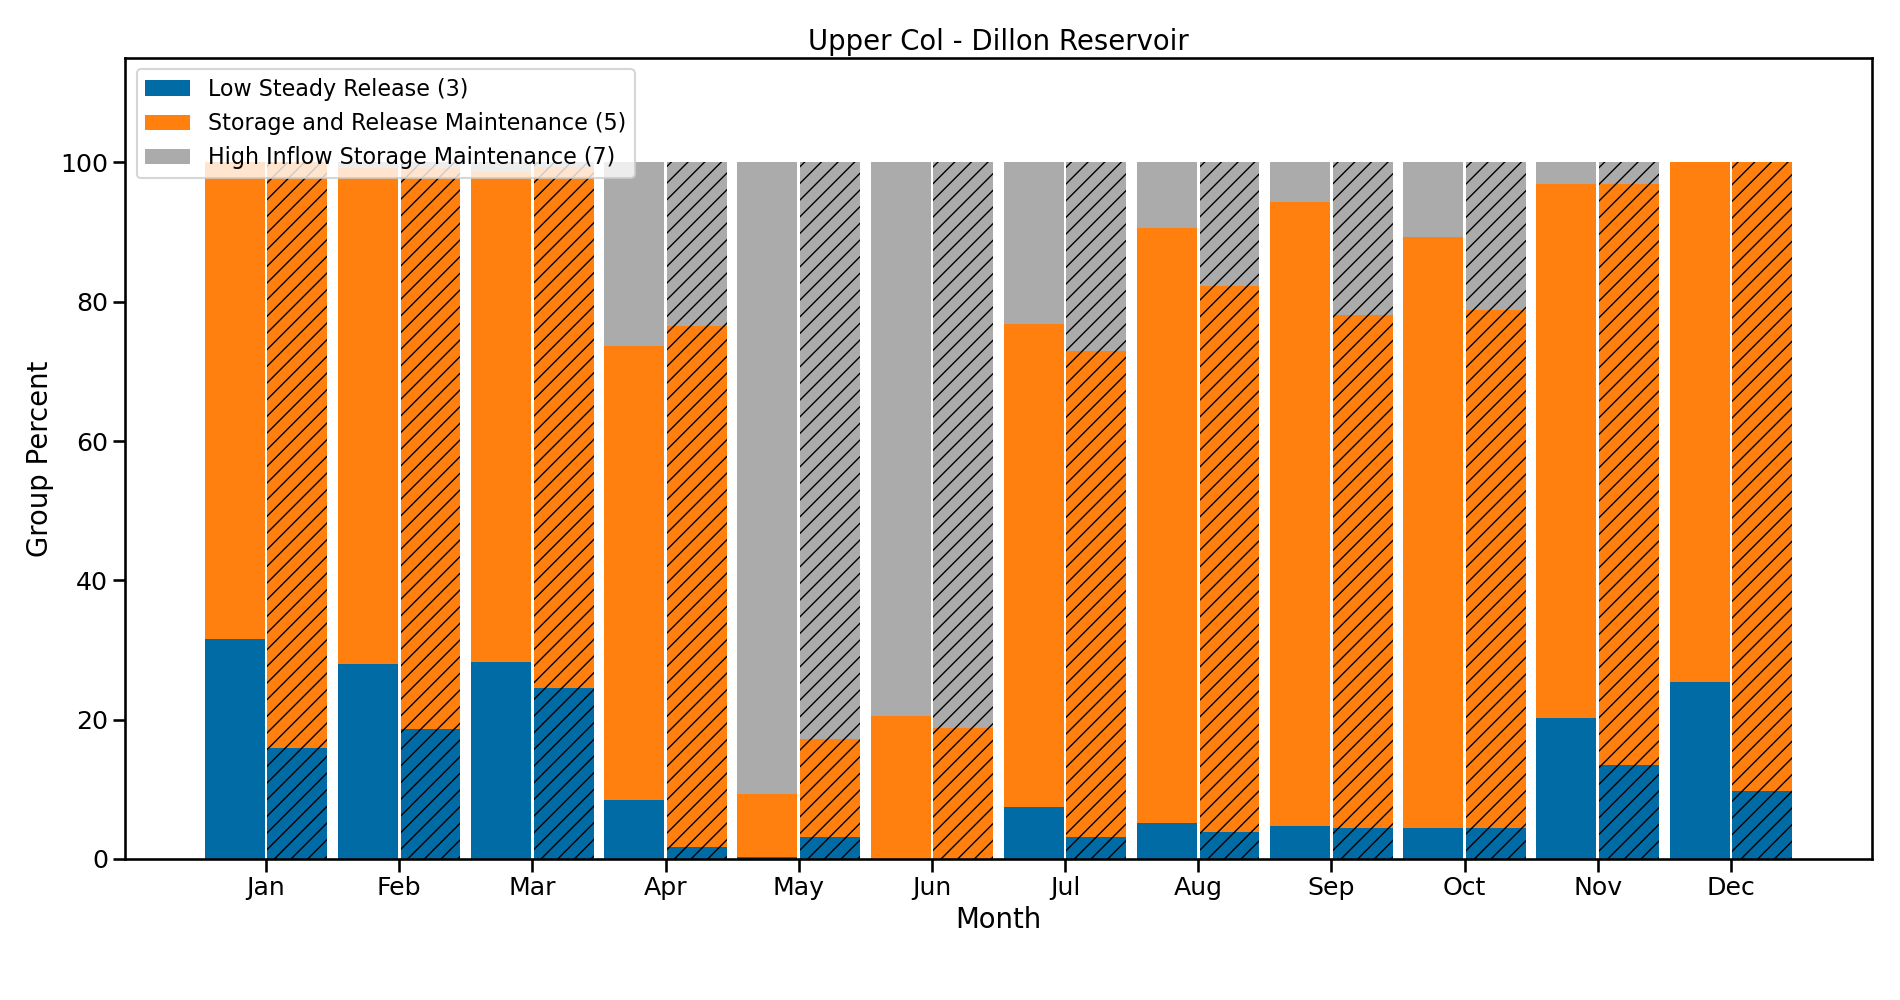 Upper Col - Dillon Reservoir
Low Steady Release (3)
Storage and Release Maintenance (5)
High Inflow Storage Maintenance (7)
100
80
60
40
20
0
Group Percent
Jan Feb Mar Apr May Jun Jul Aug Sep Oct Nov Dec
Month